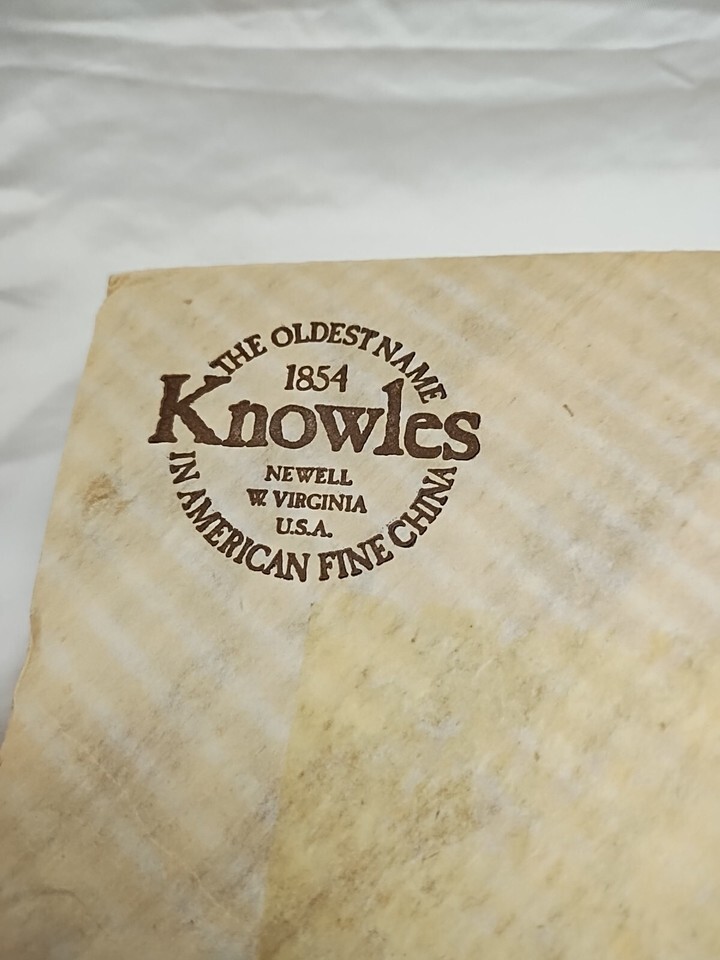 THE OLDEST NAME
1854
Knowles
NEWELL
W. VIRGINIA
U.S.A.
IN AMERICAN FINE CHINA